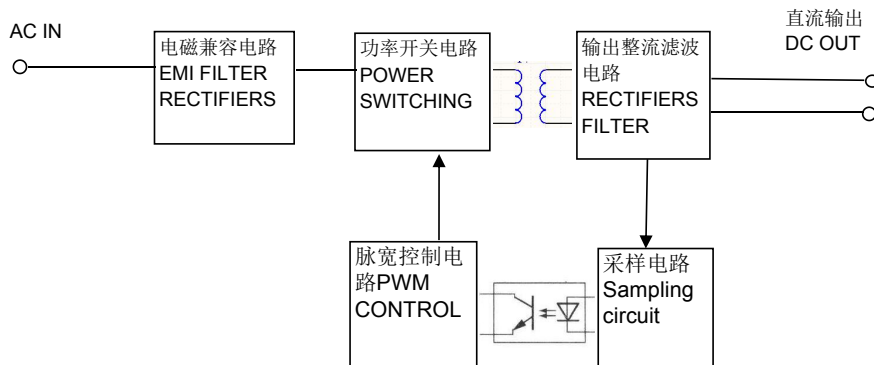 AC IN
电磁兼容电路
EMI FILTER
RECTIFIERS
功率开关电路
POWER
SWITCHING
输出整流滤波
电路
RECTIFIERS
FILTER
直流输出
DC OUT
脉宽控制电
路PWM
CONTROL
采样电路
Sampling
circuit